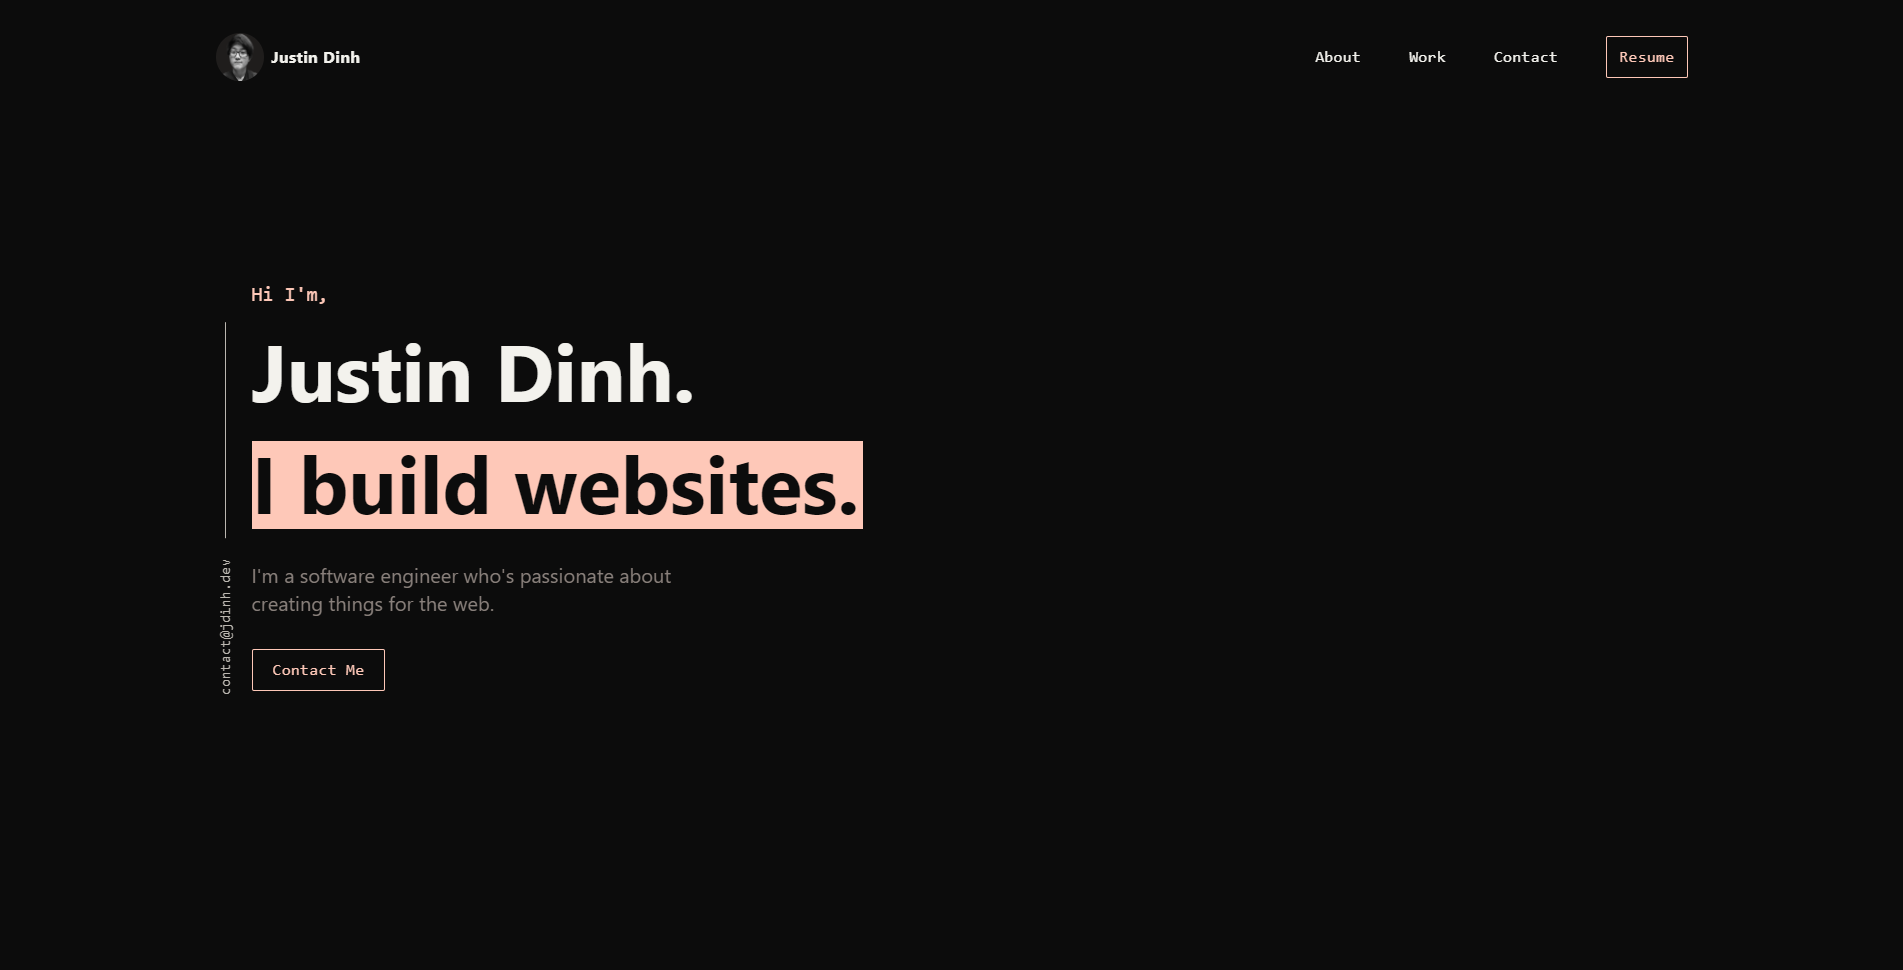 Justin Dinh
About
Work
Contact
Resume
Hi I'm,
Justin Dinh.
I build websites.
I'm a software engineer who's passionate about
creating things for the web.
Contact Me
contact@jdinh.dev